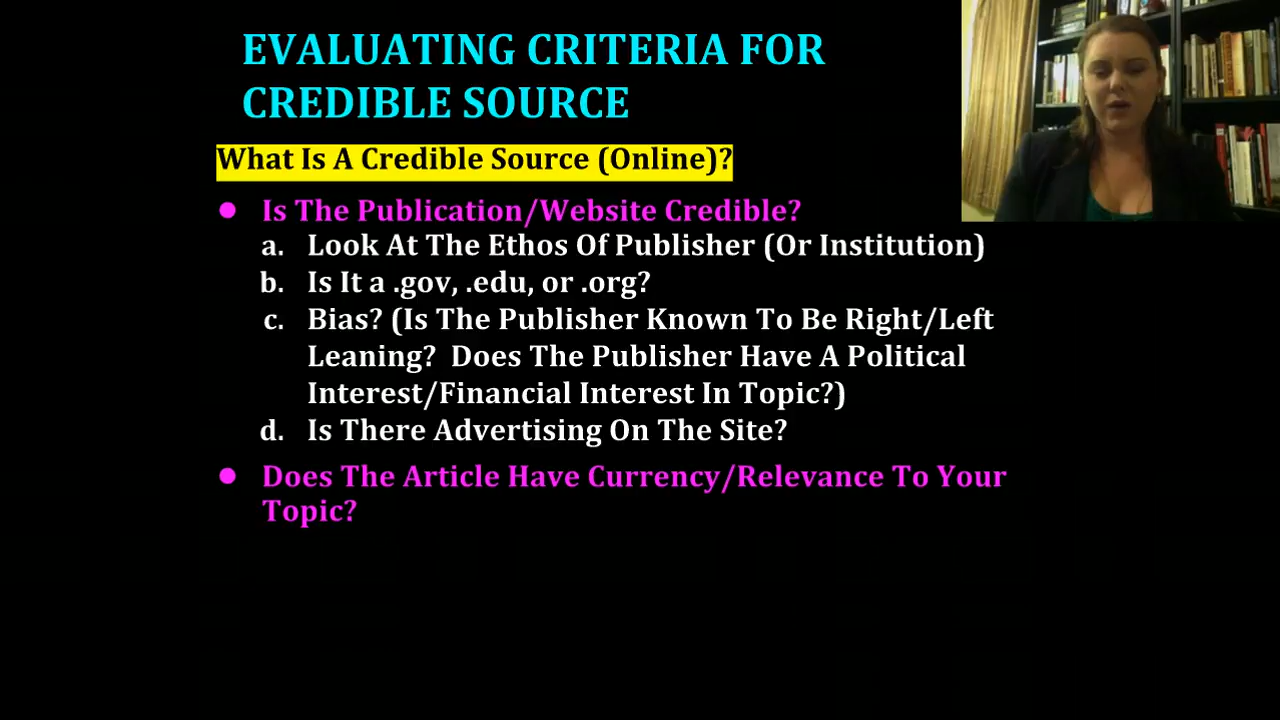 EVALUATING CRITERIA FOR
CREDIBLE SOURCE
What Is A Credible Source (Online)?
● Is The Publication/Website Credible?
a. Look At The Ethos Of Publisher (Or Institution)
b. Is It a .gov, .edu, or .org?
c. Bias? (Is The Publisher Known To Be Right/Left
Leaning? Does The Publisher Have A Political
Interest/Financial Interest In Topic?)
d. Is There Advertising On The Site?
● Does The Article Have Currency/Relevance To Your
Topic?